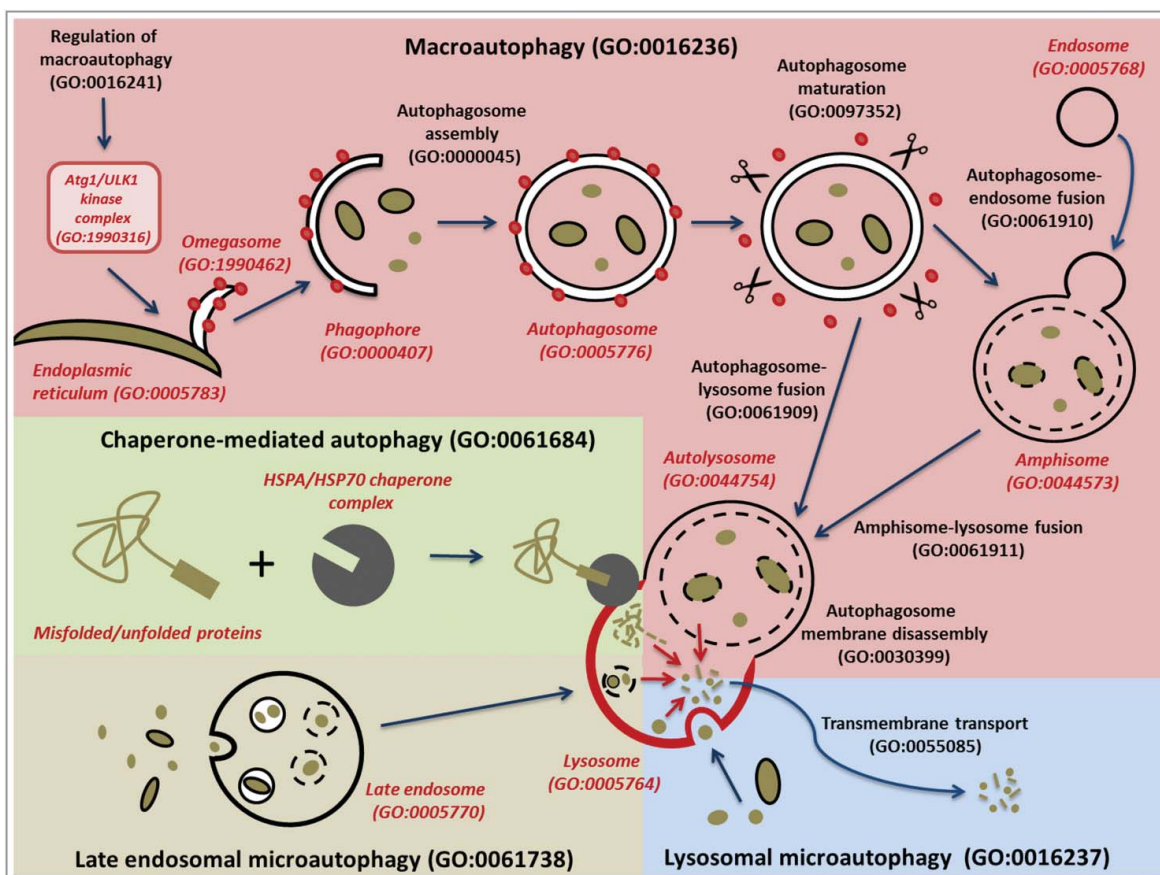 Regulation of
macroautophagy
(GO:0016241)
Macroautophagy (GO:0016236)
Endosome
(GO:0005768)
Autophagosome
maturation
(GO:0097352)
Autophagosome
assembly
(GO:0000045)
Atg1/ULK1
kinase
complex
(GO:1990316)
Autophagosome-
endosome fusion
(GO:0061910)
Omegasome
(GO:1990462)
Phagophore
(GO:0000407)
Autophagosome
(GO:0005776)
Endoplasmic
reticulum (GO:0005783)
Autophagosome-
lysosome fusion
(GO:0061909)
Chaperone-mediated autophagy (GO:0061684)
HSPA/HSP70 chaperone
complex
Autolysosome
(GO:0044754)
Amphisome
(GO:0044573)
Amphisome-lysosome fusion
(GO:0061911)
+
Misfolded/unfolded proteins
Autophagosome
membrane disassembly
(GO:0030399)
Transmembrane transport
(GO:0055085)
Lysosome
(GO:0005764)
Late endosome
(GO:0005770)
Late endosomal microautophagy (GO:0061738)
Lysosomal microautophagy (GO:0016237)